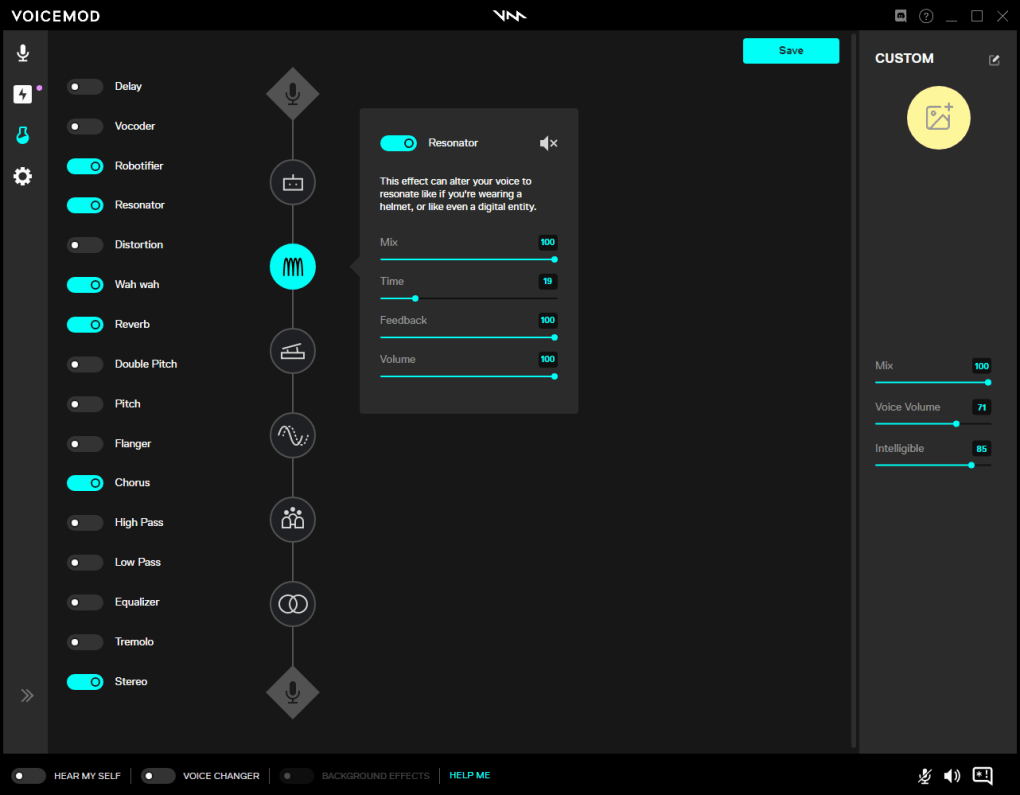 VOICEMOD
Save
CUSTOM
Delay
Vocoder
Robotifier
Resonator
Distortion
Wah wah
Reverb
Double Pitch
Pitch
Flanger
Chorus
High Pass
Low Pass
Equalizer
Tremolo
Stereo
Resonator
This effect can alter your voice to
resonate like if you're wearing a
helmet, or like even a digital entity.
Mix 100
Time 19
Feedback 100
Volume 100
Mix 100
Voice Volume 71
Intelligible 85
HEAR MY SELF
VOICE CHANGER
BACKGROUND EFFECTS
HELP ME